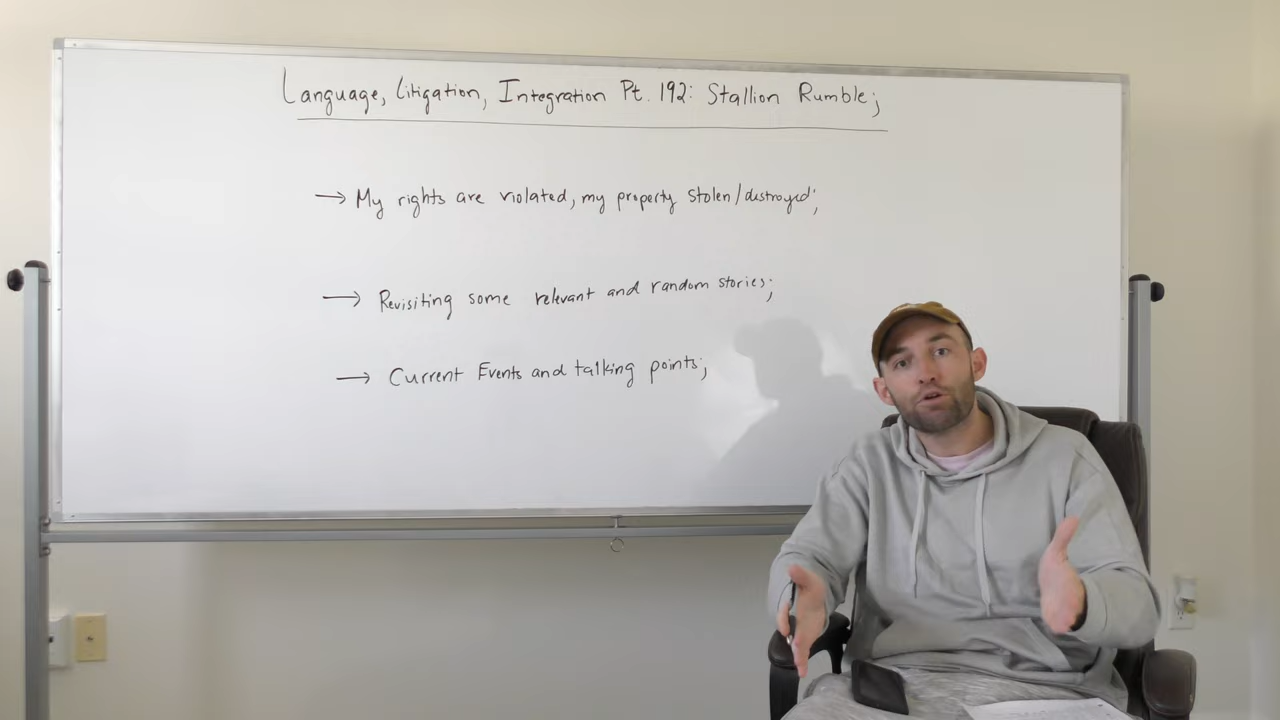 Language, Litigation, Integration Pt. 192: Stallion Rumble;
→ My rights are violated, my property stolen/destroyed;
→ Revisiting some relevant and random stories;
→ Current Events and talking points;